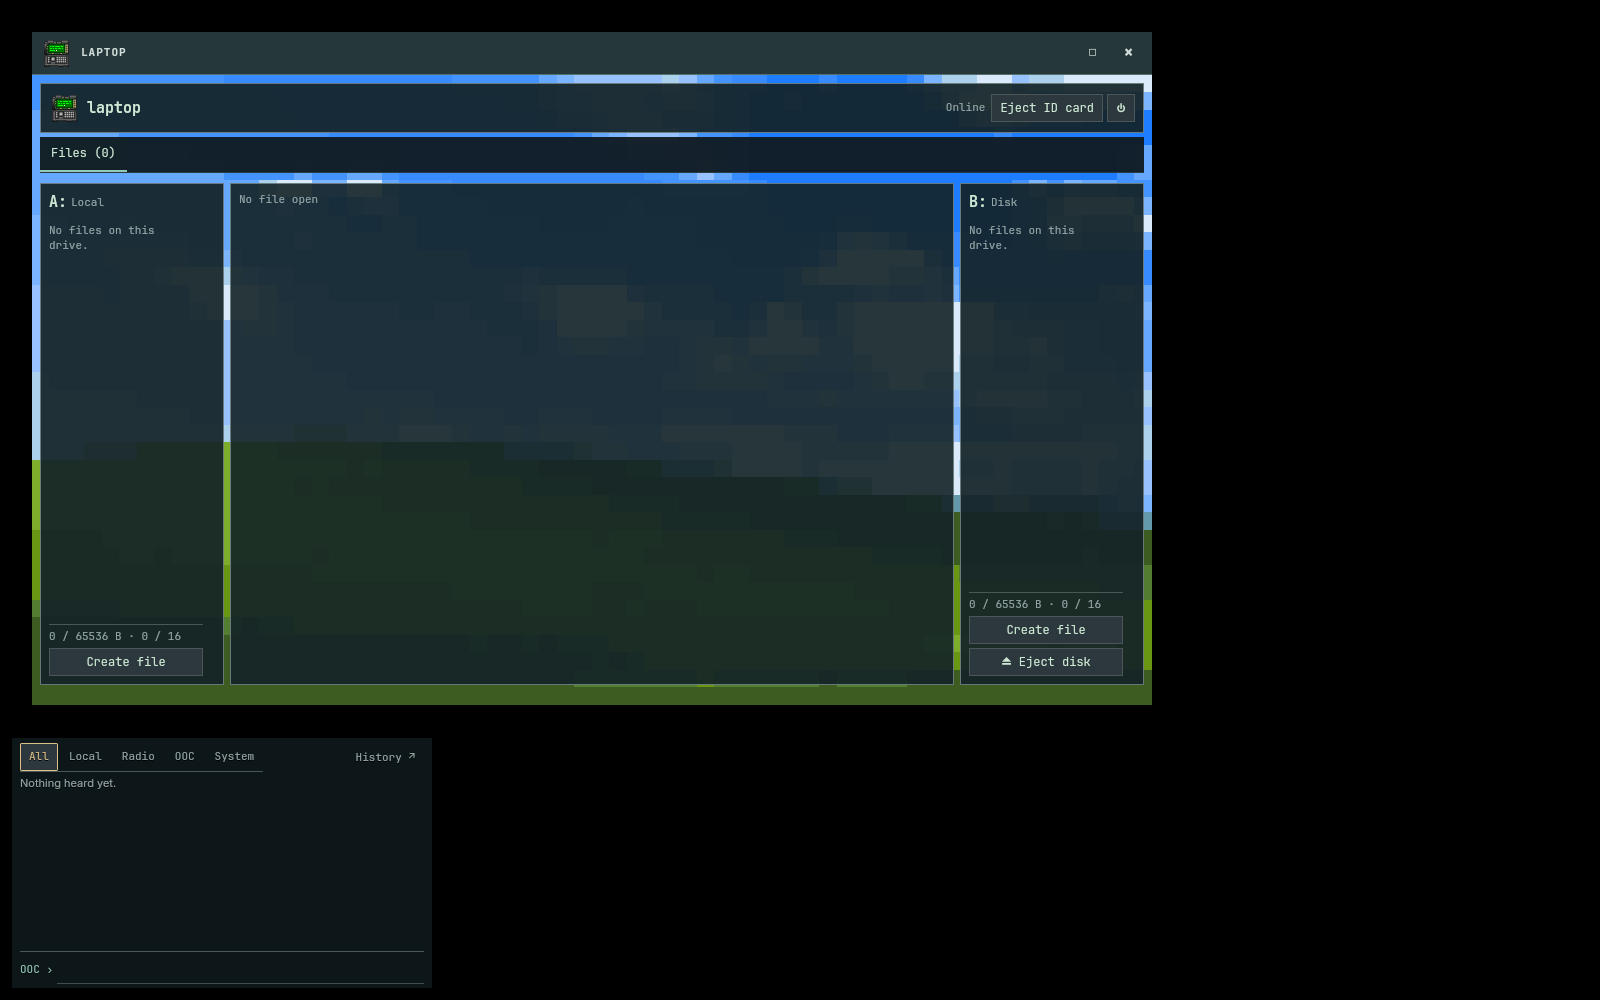 LAPTOP
laptop
Online
Eject ID card
Files (0)
A: Local
No files on this
drive.
0 / 65536 B · 0 / 16
Create file
No file open
B: Disk
No files on this
drive.
0 / 65536 B · 0 / 16
Create file
Eject disk
All Local Radio OOC System
History ↗
Nothing heard yet.
OOC ›